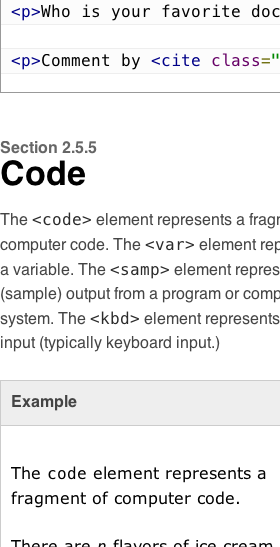 <p>Who is your favorite doc
<p>Comment by <cite class="
Section 2.5.5
Code
The <code> element represents a fragr
computer code. The <var> element rep
a variable. The <samp> element repres
(sample) output from a program or comp
system. The <kbd> element represents
input (typically keyboard input.)
Example
The code element represents a
fragment of computer code.
There are n flavors of ice cream